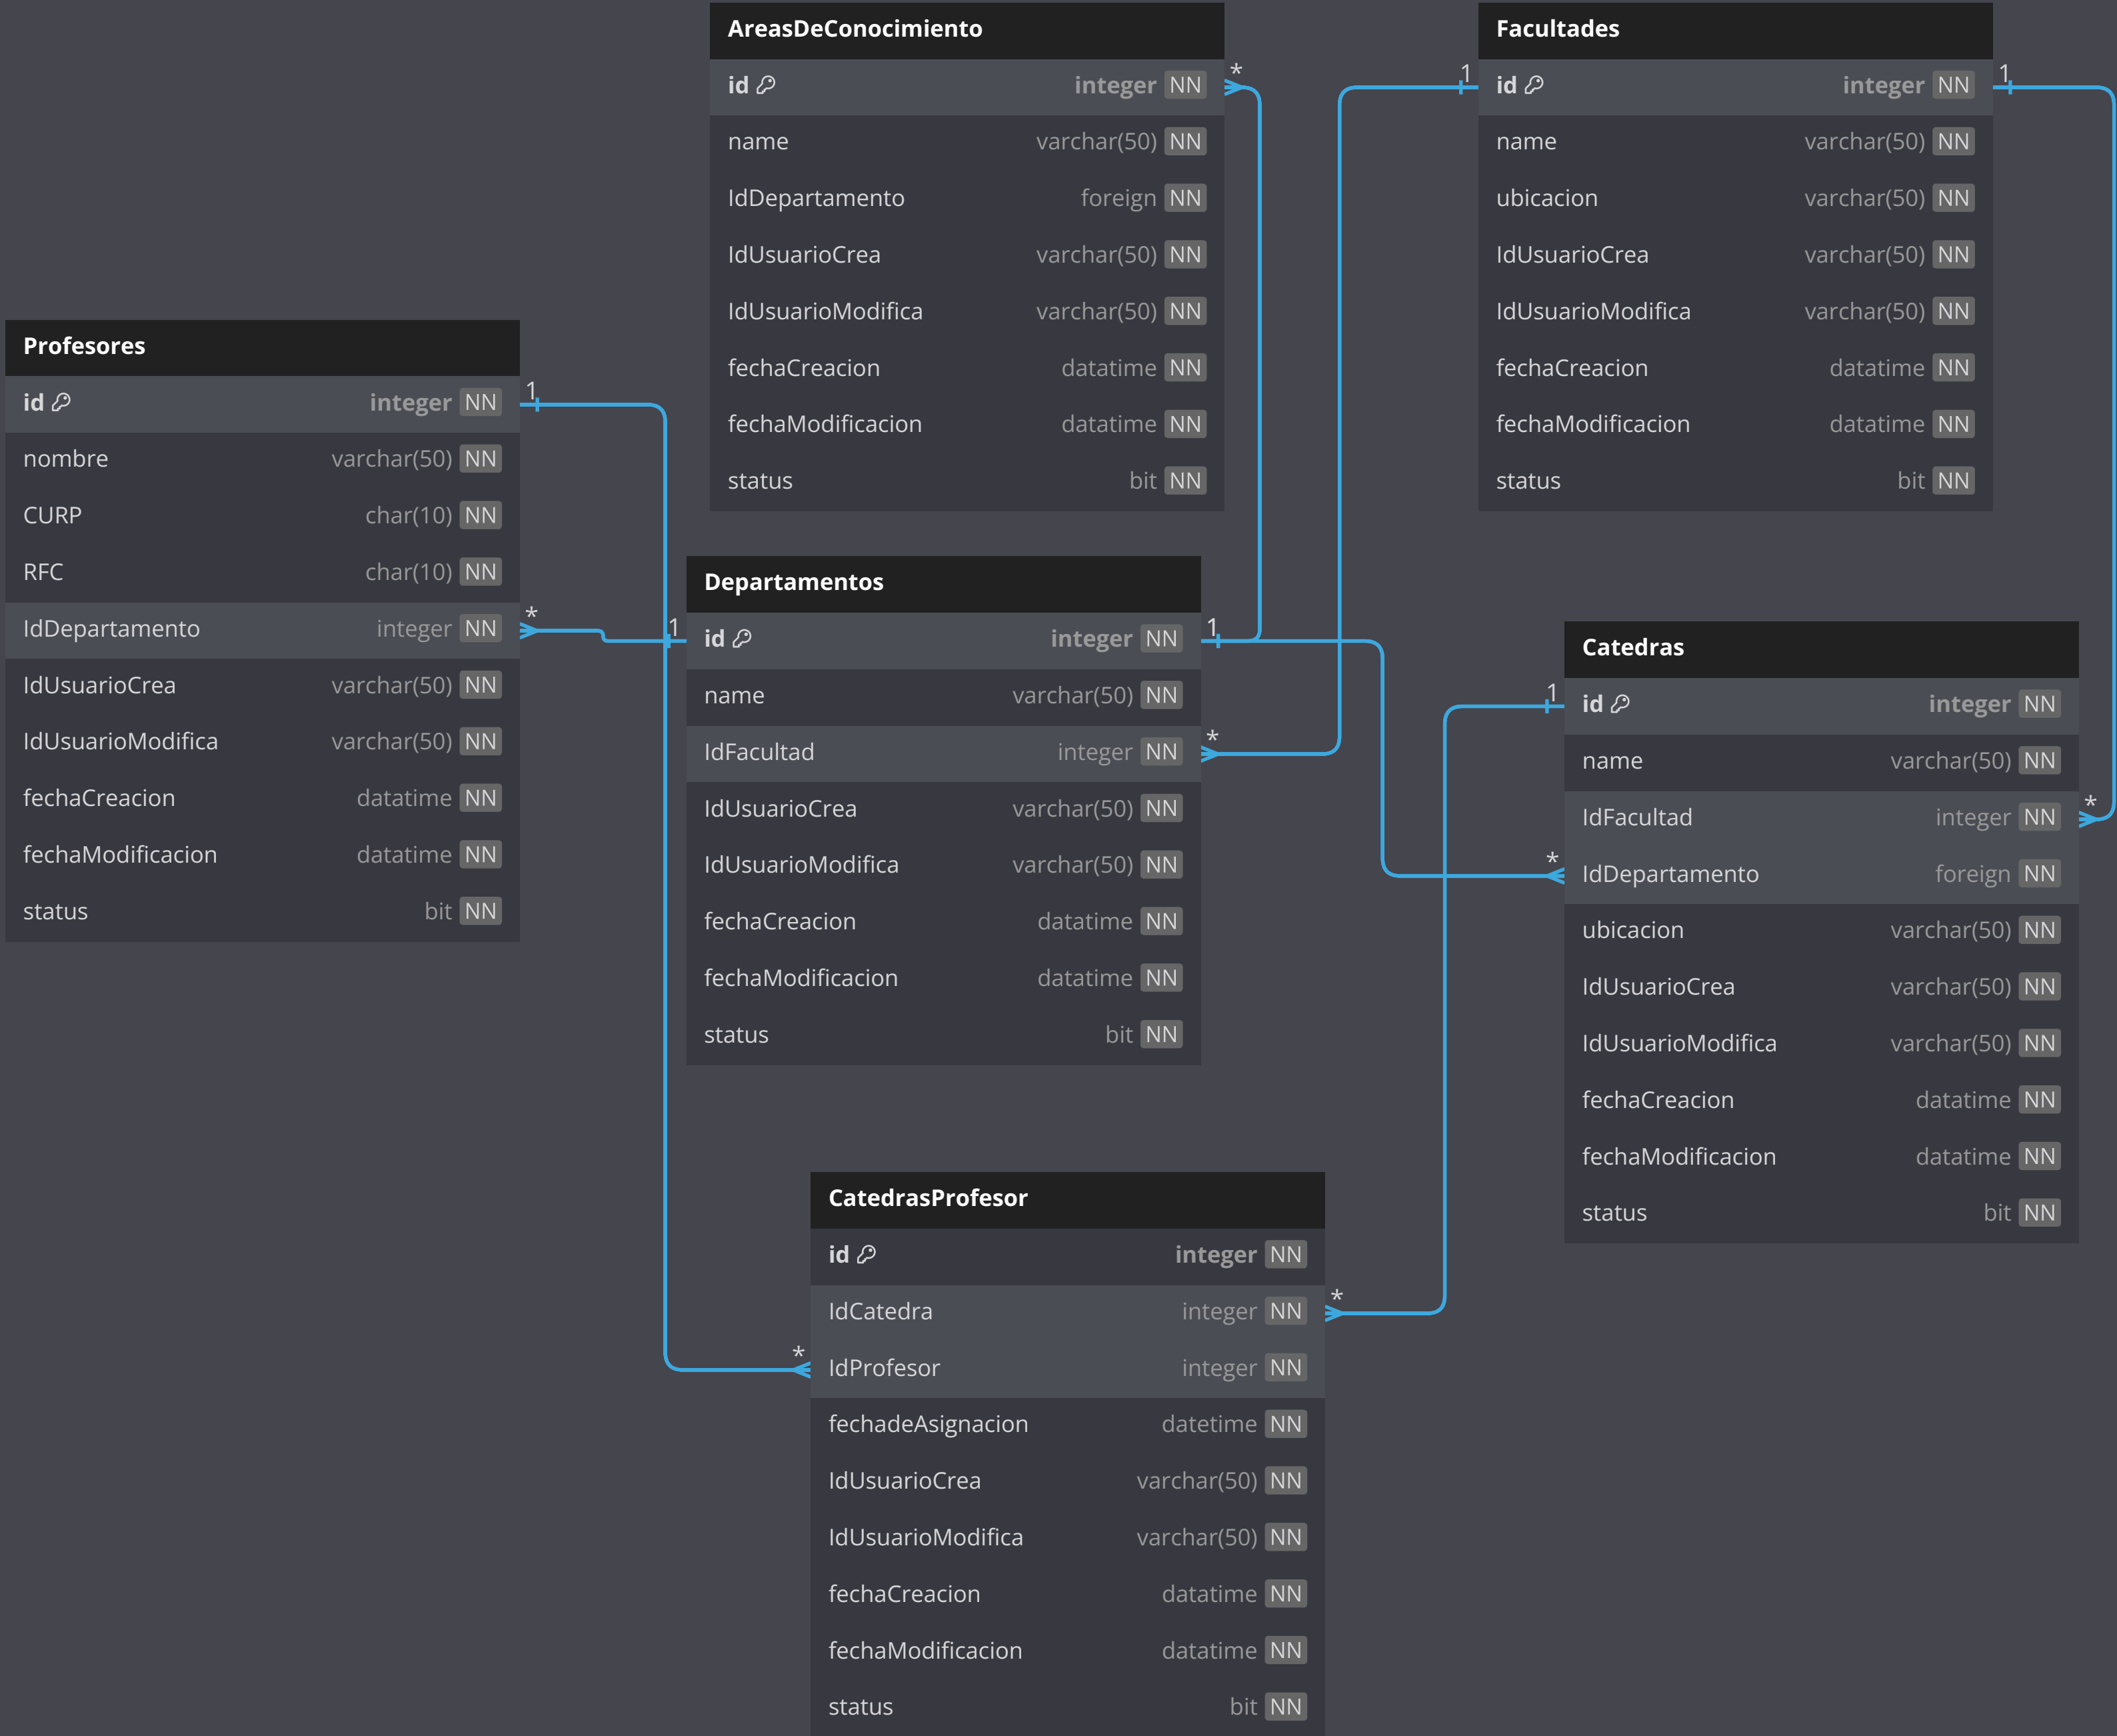 AreasDeConocimiento
id integer NN
name varchar(50) NN
IdDepartamento foreign NN
IdUsuarioCrea varchar(50) NN
IdUsuarioModifica varchar(50) NN
fechaCreacion datatime NN
fechaModificacion datatime NN
status bit NN
*
Facultades
id integer NN
name varchar(50) NN
ubicacion varchar(50) NN
IdUsuarioCrea varchar(50) NN
IdUsuarioModifica varchar(50) NN
fechaCreacion datatime NN
fechaModificacion datatime NN
status bit NN
1
1
Profesores
id integer NN
nombre varchar(50) NN
CURP char(10) NN
RFC char(10) NN
IdDepartamento integer NN
IdUsuarioCrea varchar(50) NN
IdUsuarioModifica varchar(50) NN
fechaCreacion datatime NN
fechaModificacion datatime NN
status bit NN
1
*
Departamentos
id integer NN
name varchar(50) NN
IdFacultad integer NN
IdUsuarioCrea varchar(50) NN
IdUsuarioModifica varchar(50) NN
fechaCreacion datatime NN
fechaModificacion datatime NN
status bit NN
1
1
*
Catedras
id integer NN
name varchar(50) NN
IdFacultad integer NN
IdDepartamento foreign NN
ubicacion varchar(50) NN
IdUsuarioCrea varchar(50) NN
IdUsuarioModifica varchar(50) NN
fechaCreacion datatime NN
fechaModificacion datatime NN
status bit NN
1
*
*
CatedrasProfesor
id integer NN
IdCatedra integer NN
IdProfesor integer NN
fechadeAsignacion datetime NN
IdUsuarioCrea varchar(50) NN
IdUsuarioModifica varchar(50) NN
fechaCreacion datatime NN
fechaModificacion datatime NN
status bit NN
*
*